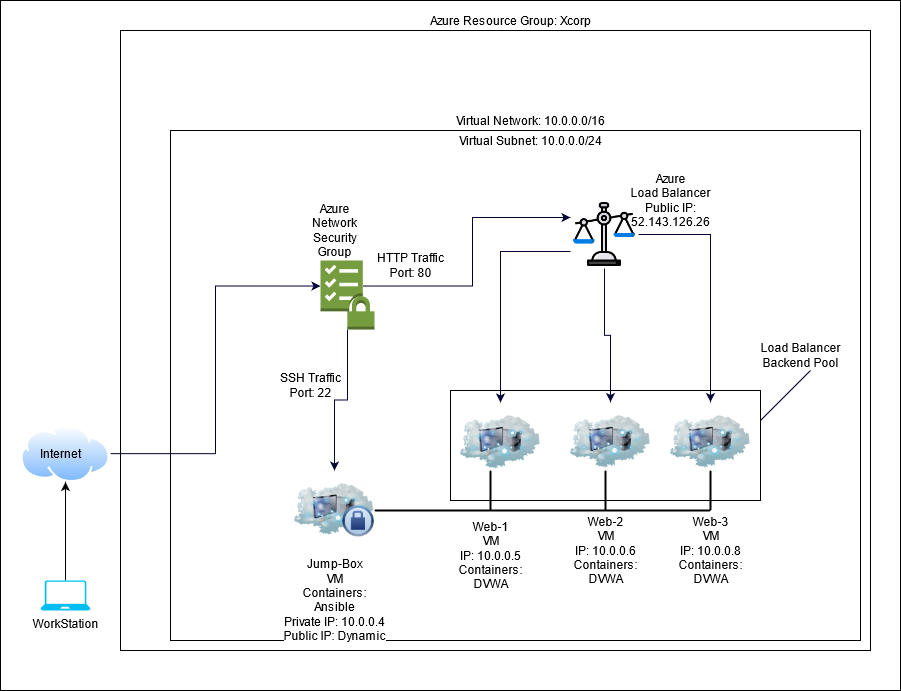 Azure Resource Group: Xcorp
Virtual Network: 10.0.0.0/16
Virtual Subnet: 10.0.0.0/24
Azure
Network
Security
Group
HTTP Traffic
Port: 80
Azure
Load Balancer
Public IP:
52.143.126.26
SSH Traffic
Port: 22
Load Balancer
Backend Pool
Internet
WorkStation
Jump-Box
VM
Containers:
Ansible
Private IP: 10.0.0.4
Public IP: Dynamic
Web-1
VM
IP: 10.0.0.5
Containers:
DVWA
Web-2
VM
IP: 10.0.0.6
Containers:
DVWA
Web-3
VM
IP: 10.0.0.8
Containers:
DVWA